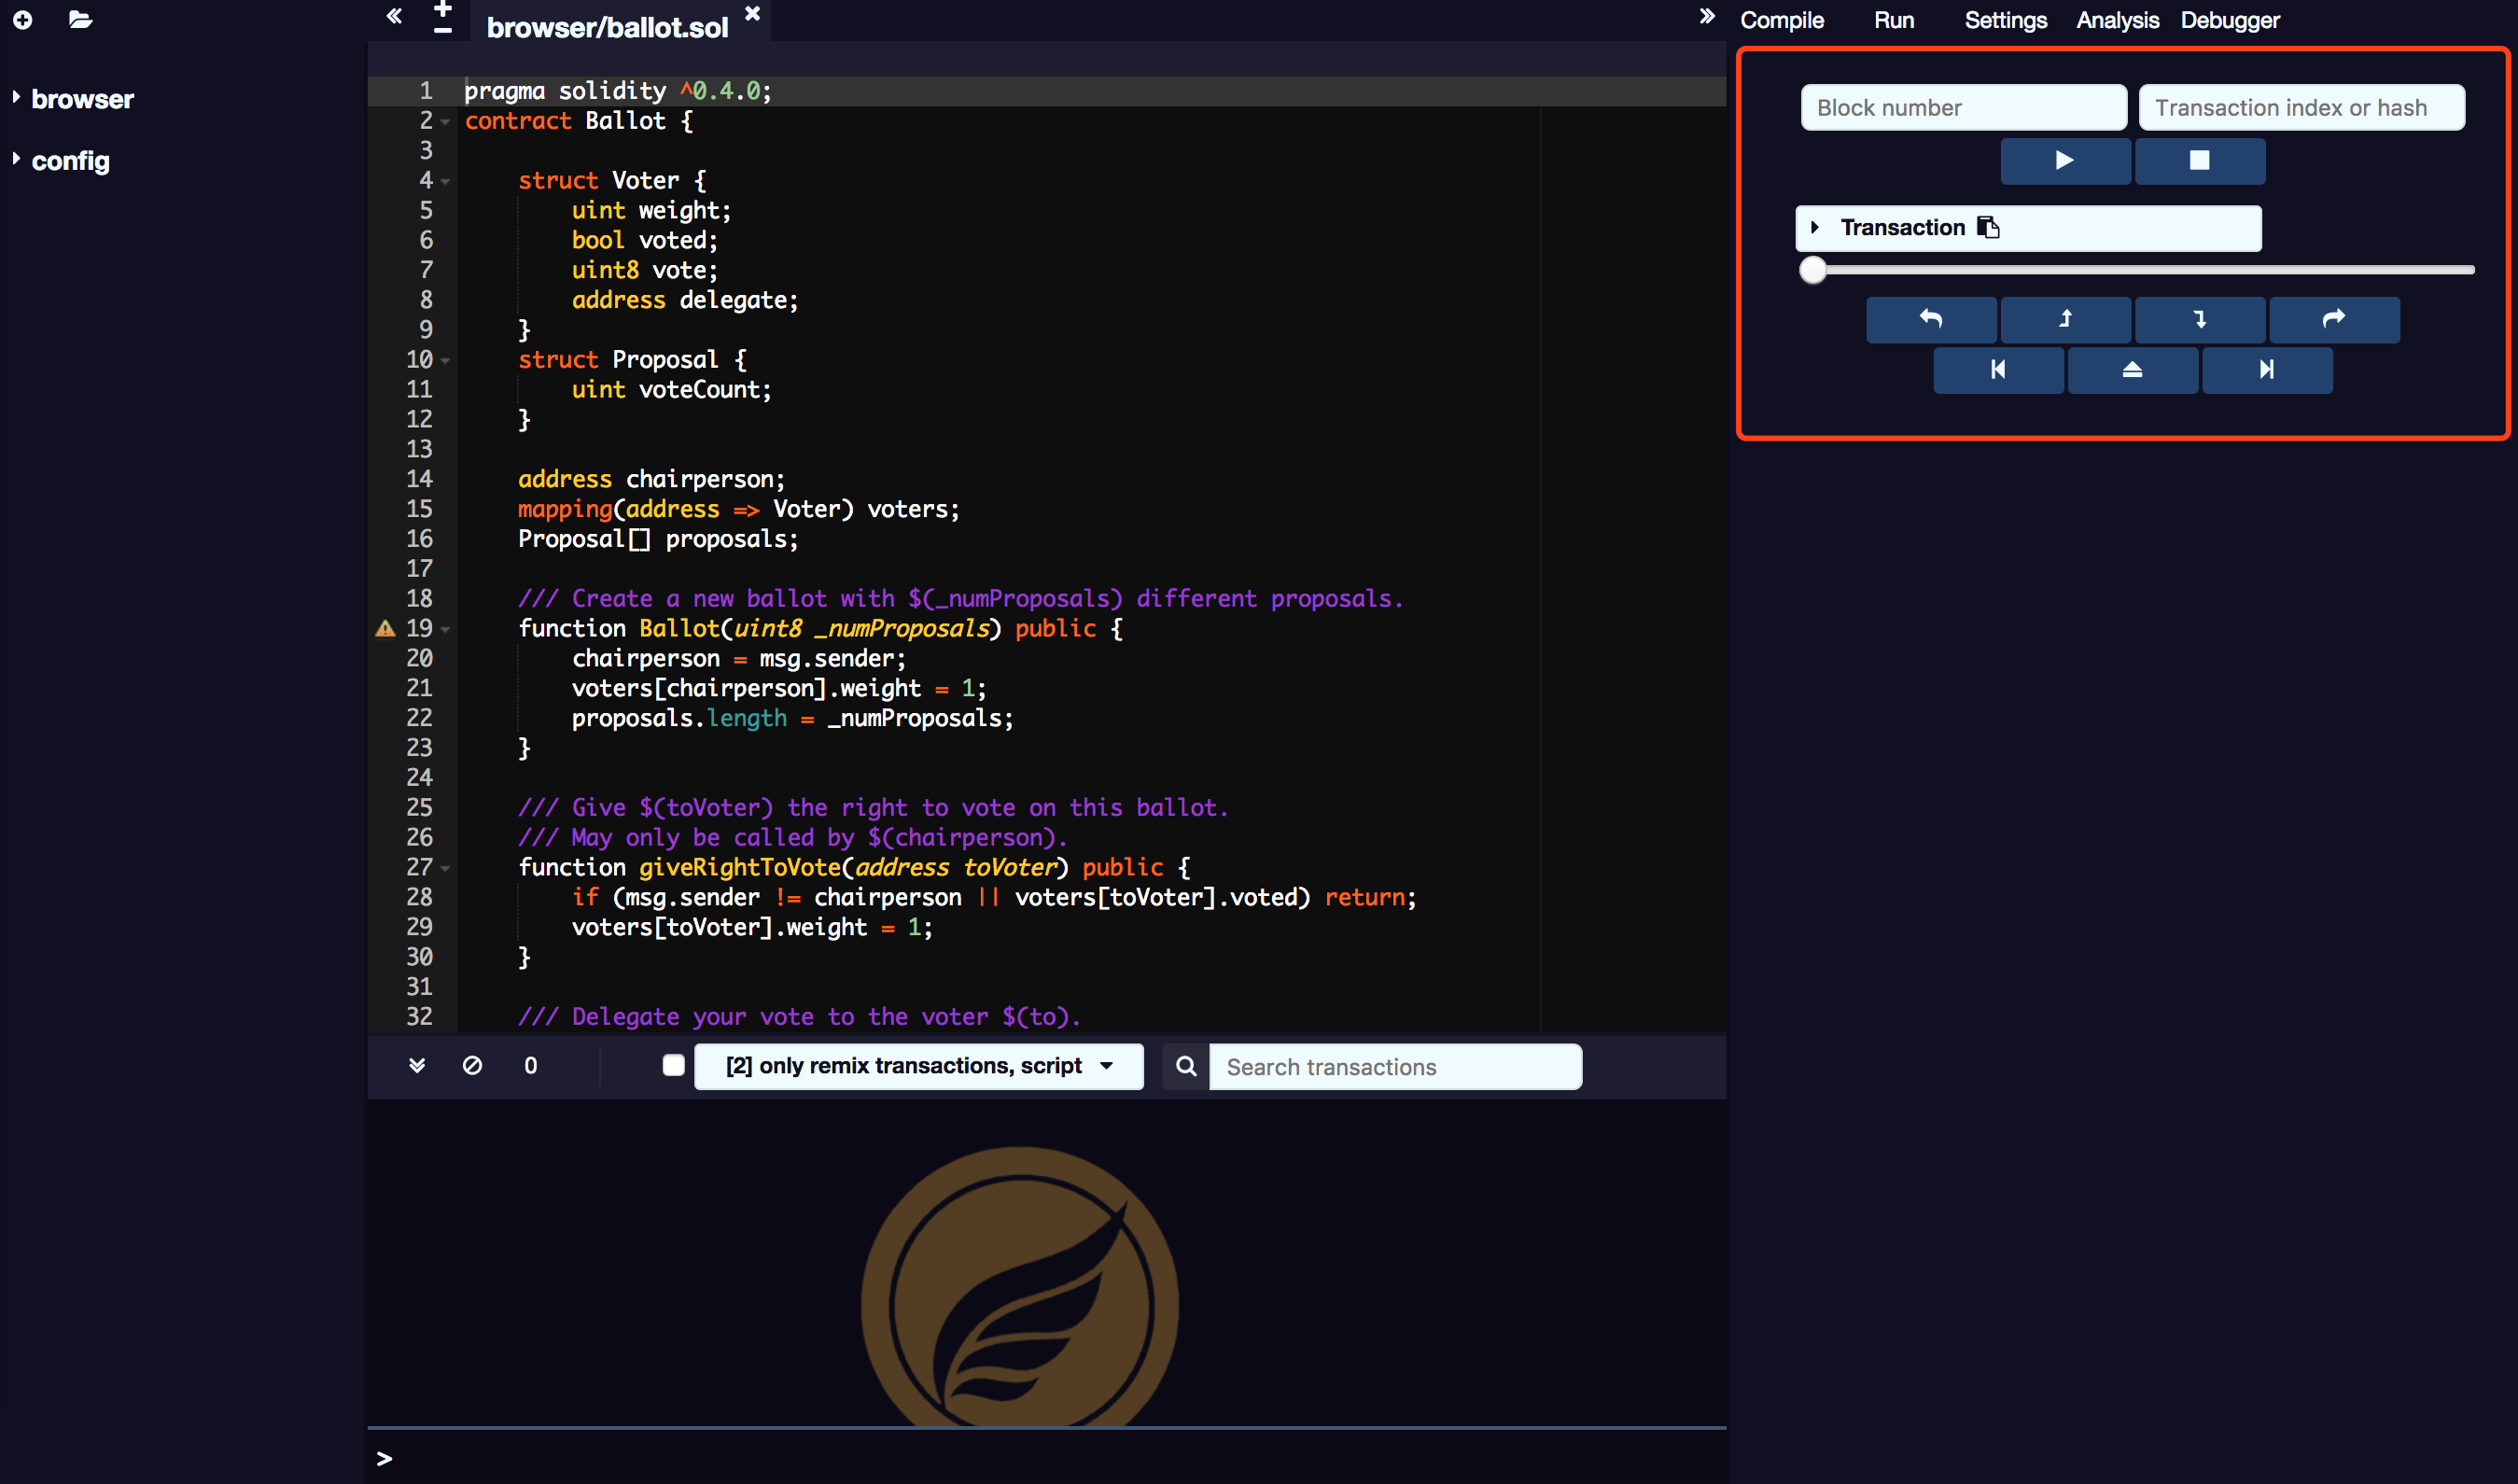 browser
config
browser/ballot.sol
1 pragma solidity ^0.4.0;
2 contract Ballot {
3
4 struct Voter {
5 uint weight;
6 bool voted;
7 uint8 vote;
8 address delegate;
9 }
10 struct Proposal {
11 uint voteCount;
12 }
13
14 address chairperson;
15 mapping(address => Voter) voters;
16 Proposal[] proposals;
17
18 /// Create a new ballot with $(_numProposals) different proposals.
19 function Ballot(uint8 _numProposals) public {
20 chairperson = msg.sender;
21 voters[chairperson].weight = 1;
22 proposals.length = _numProposals;
23 }
24
25 /// Give $(toVoter) the right to vote on this ballot.
26 /// May only be called by $(chairperson).
27 function giveRightToVote(address toVoter) public {
28 if (msg.sender != chairperson || voters[toVoter].voted) return;
29 voters[toVoter].weight = 1;
30 }
31
32 /// Delegate your vote to the voter $(to).
0 [2] only remix transactions, script Search transactions
>
Compile Run Settings Analysis Debugger
Block number Transaction index or hash
Transaction